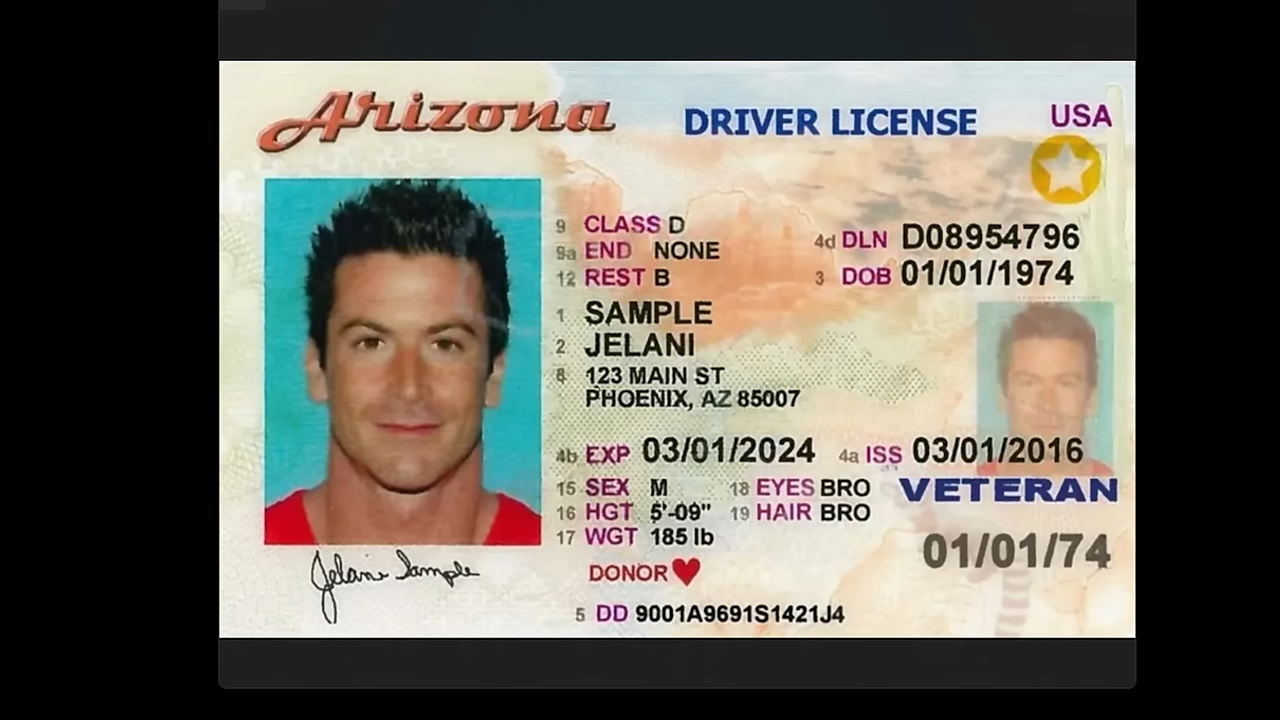 Arizona
DRIVER LICENSE
USA
9 CLASS D
9a END NONE
12 REST B
4d DLN D08954796
3 DOB 01/01/1974
1 SAMPLE
2 JELANI
8 123 MAIN ST
PHOENIX, AZ 85007
4b EXP 03/01/2024 4a ISS 03/01/2016
15 SEX M 18 EYES BRO
VETERAN
16 HGT 5'-09" 19 HAIR BRO
17 WGT 185 lb
01/01/74
DONOR
Jelani Sample
5 DD 9001A9691S1421J4